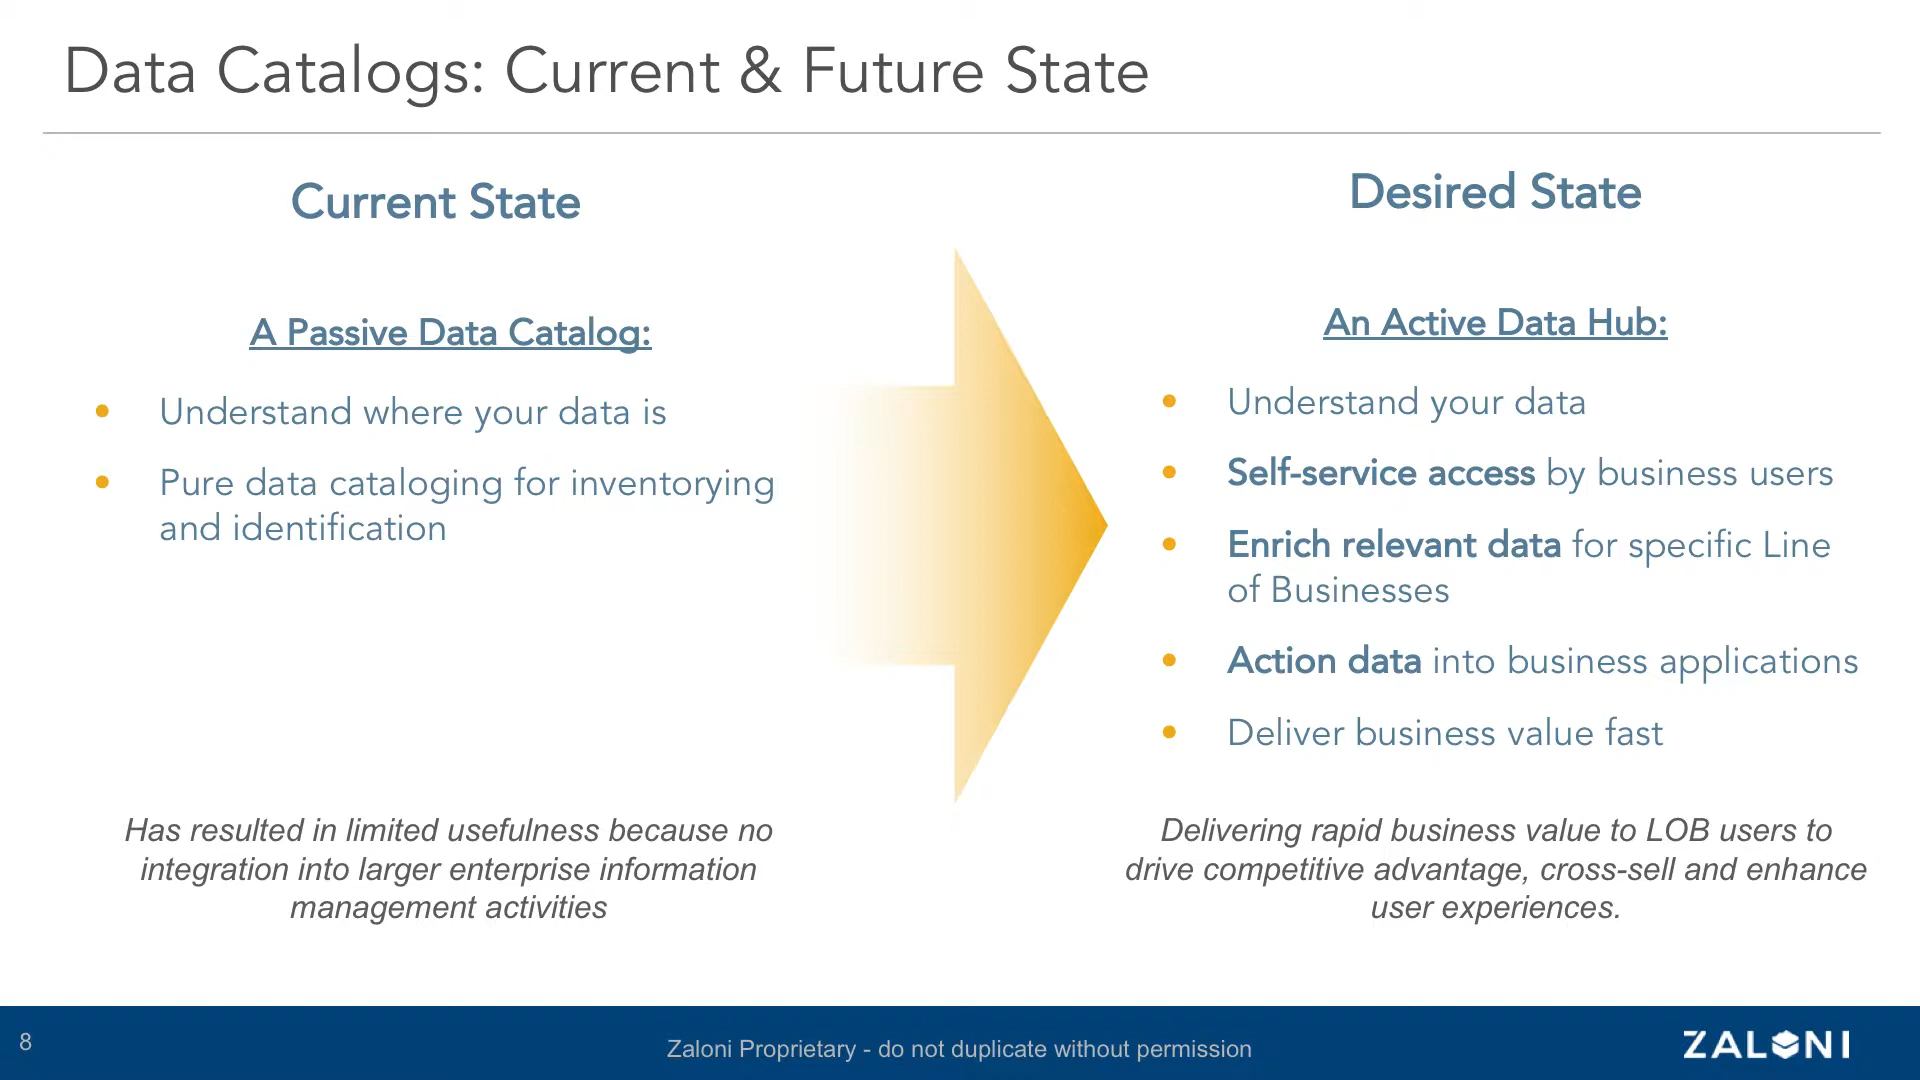 Data Catalogs: Current & Future State
Current State
A Passive Data Catalog:
• Understand where your data is
• Pure data cataloging for inventorying
and identification
Has resulted in limited usefulness because no
integration into larger enterprise information
management activities
Desired State
An Active Data Hub:
• Understand your data
• Self-service access by business users
• Enrich relevant data for specific Line
of Businesses
• Action data into business applications
• Deliver business value fast
Delivering rapid business value to LOB users to
drive competitive advantage, cross-sell and enhance
user experiences.
8
Zaloni Proprietary - do not duplicate without permission
ZALONI